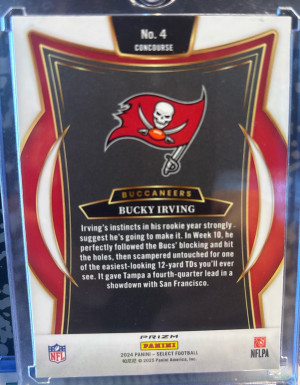 No. 4
CONCOURSE
BUCCANEERS
BUCKY IRVING
Irving's instincts in his rookie year strongly
suggest he's going to make it. In Week 10, he
perfectly followed the Bucs' blocking and hit
the holes, then scampered untouched for one
of the easiest-looking 12-yard TDs you'll ever
see. It gave Tampa a fourth-quarter lead in a
showdown with San Francisco.
PRIZM
PANINI
NFL
NFLPA
2024 PANINI – SELECT FOOTBALL
© 2025 Panini America, Inc.